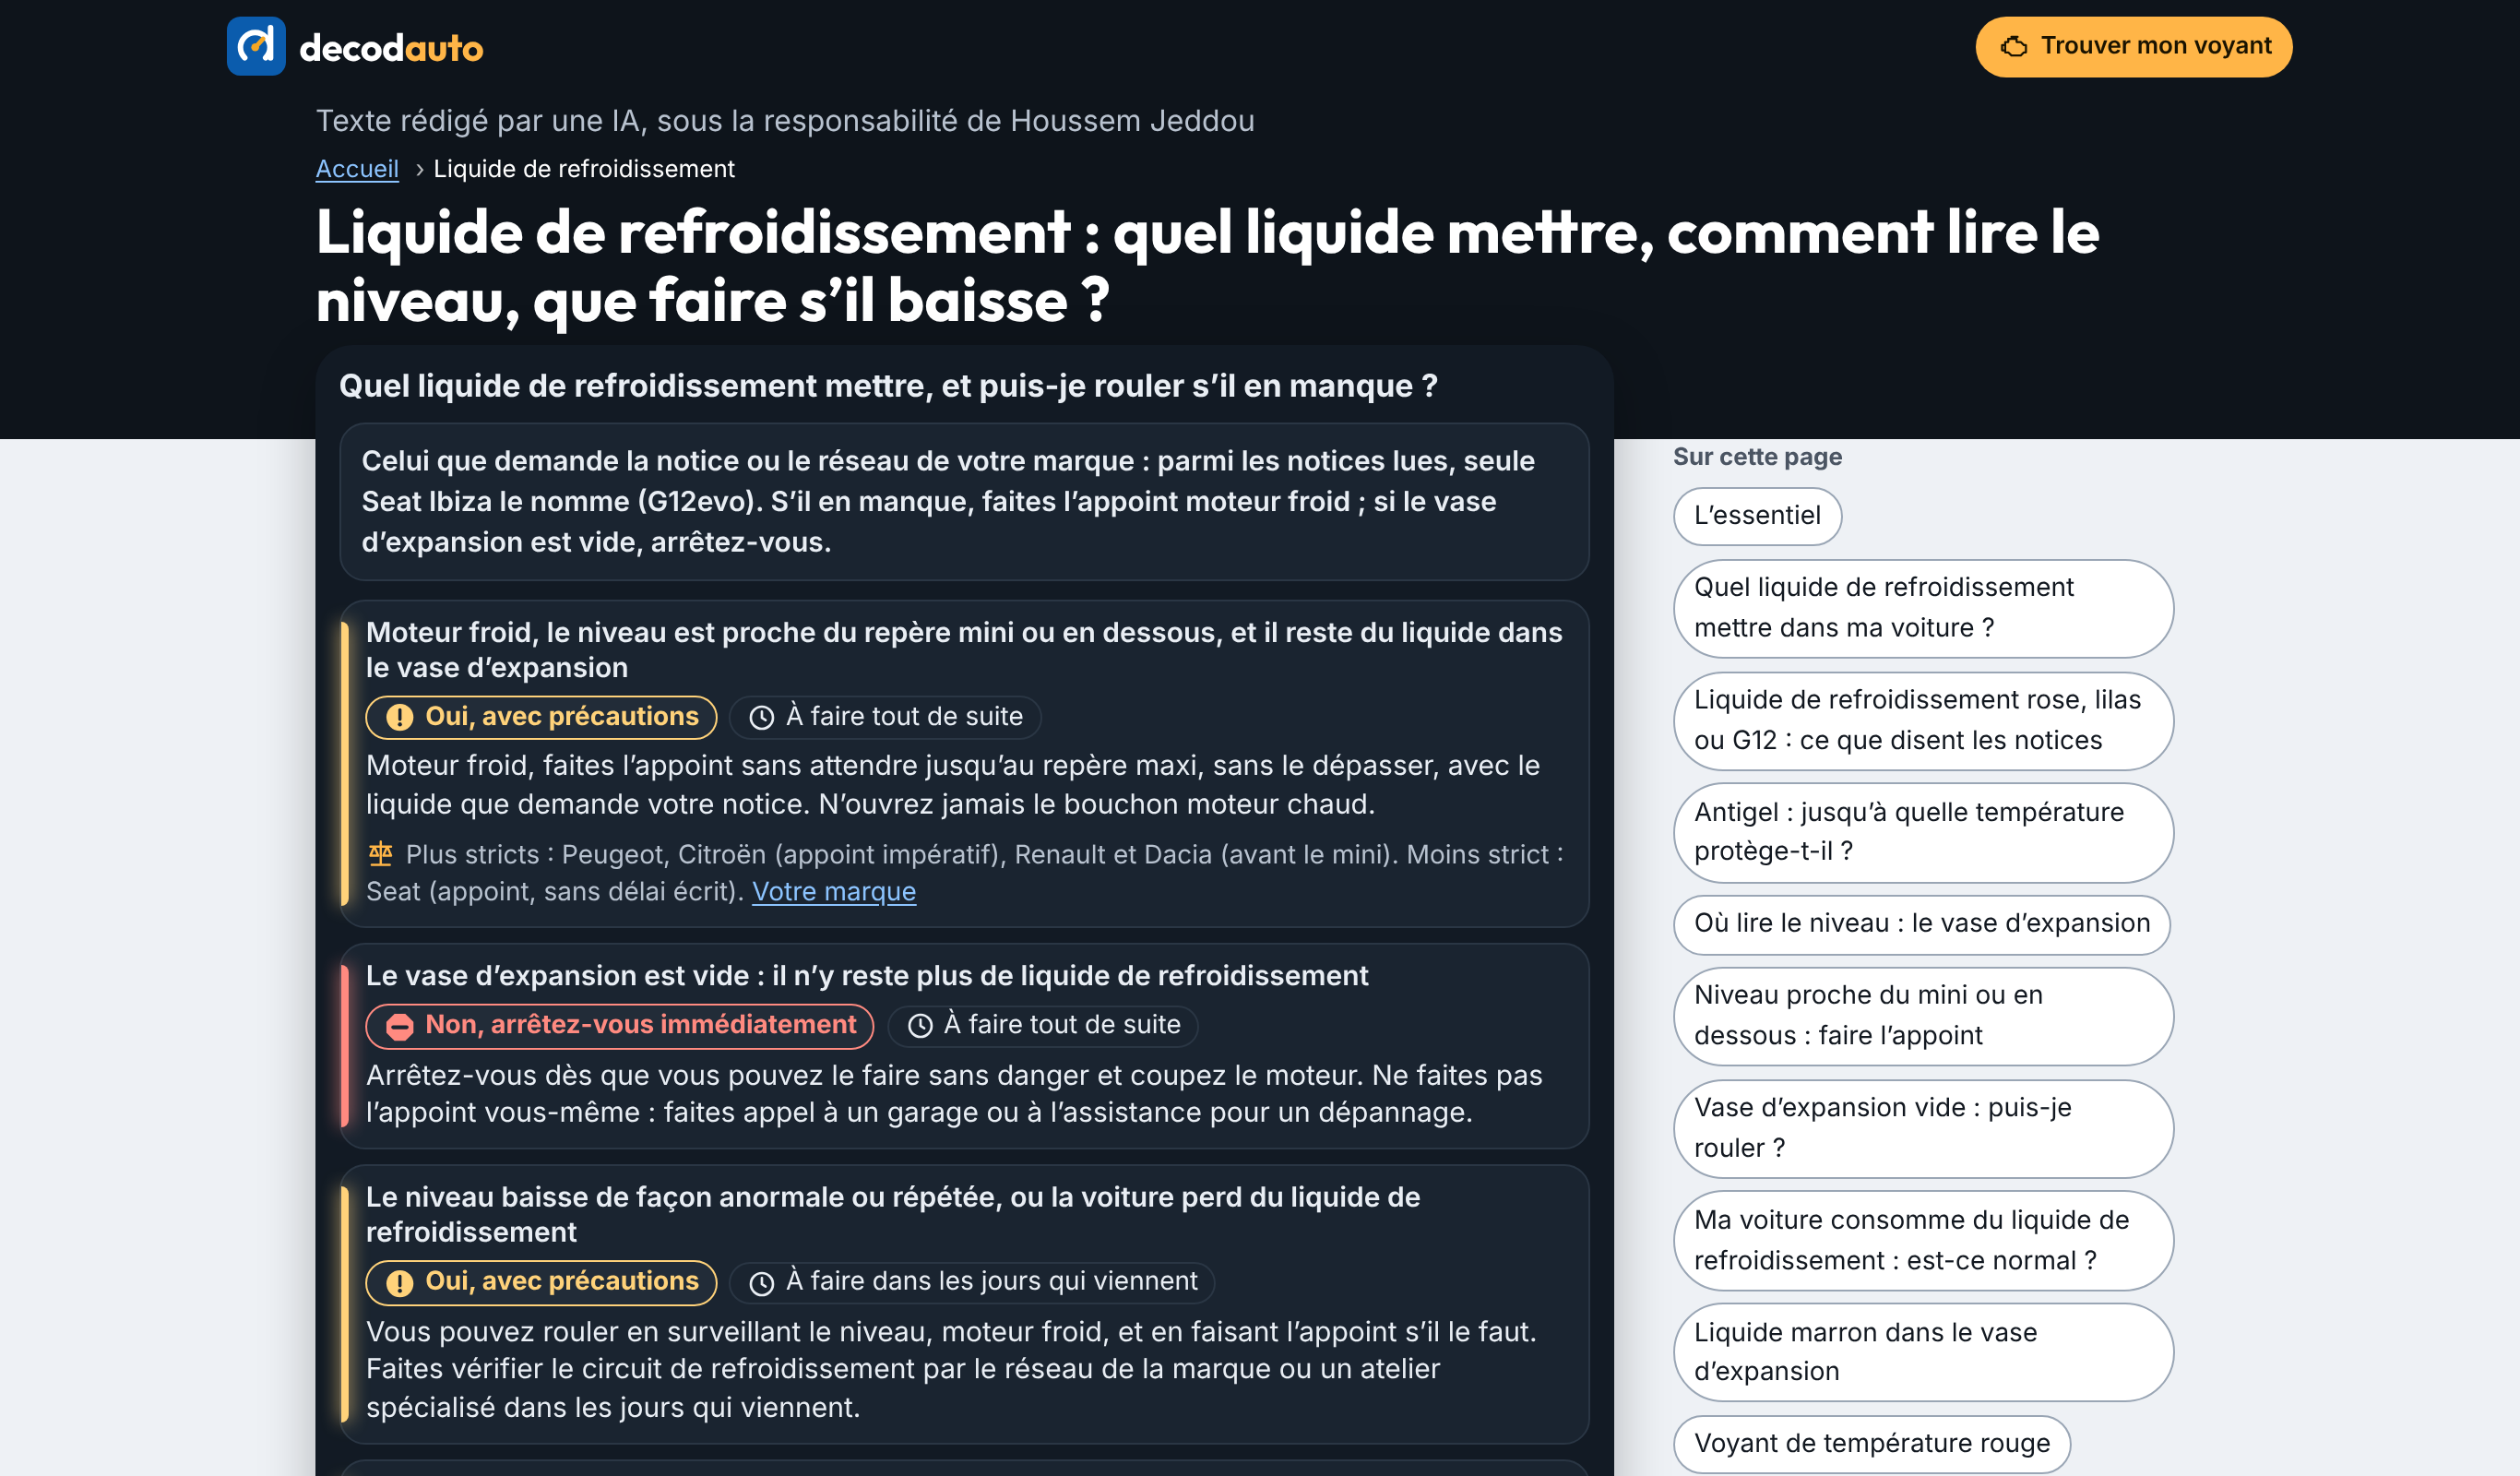 decodauto
Trouver mon voyant
Texte rédigé par une IA, sous la responsabilité de Houssem Jeddou
Accueil › Liquide de refroidissement
Liquide de refroidissement : quel liquide mettre, comment lire le
niveau, que faire s’il baisse ?
Quel liquide de refroidissement mettre, et puis-je rouler s’il en manque ?
Celui que demande la notice ou le réseau de votre marque : parmi les notices lues, seule
Seat Ibiza le nomme (G12evo). S’il en manque, faites l’appoint moteur froid ; si le vase
d’expansion est vide, arrêtez-vous.
Moteur froid, le niveau est proche du repère mini ou en dessous, et il reste du liquide dans
le vase d’expansion
Oui, avec précautions
À faire tout de suite
Moteur froid, faites l’appoint sans attendre jusqu’au repère maxi, sans le dépasser, avec le
liquide que demande votre notice. N’ouvrez jamais le bouchon moteur chaud.
Plus stricts : Peugeot, Citroën (appoint impératif), Renault et Dacia (avant le mini). Moins strict :
Seat (appoint, sans délai écrit). Votre marque
Le vase d’expansion est vide : il n’y reste plus de liquide de refroidissement
Non, arrêtez-vous immédiatement
À faire tout de suite
Arrêtez-vous dès que vous pouvez le faire sans danger et coupez le moteur. Ne faites pas
l’appoint vous-même : faites appel à un garage ou à l’assistance pour un dépannage.
Le niveau baisse de façon anormale ou répétée, ou la voiture perd du liquide de
refroidissement
Oui, avec précautions
À faire dans les jours qui viennent
Vous pouvez rouler en surveillant le niveau, moteur froid, et en faisant l’appoint s’il le faut.
Faites vérifier le circuit de refroidissement par le réseau de la marque ou un atelier
spécialisé dans les jours qui viennent.
Sur cette page
L’essentiel
Quel liquide de refroidissement
mettre dans ma voiture ?
Liquide de refroidissement rose, lilas
ou G12 : ce que disent les notices
Antigel : jusqu’à quelle température
protège-t-il ?
Où lire le niveau : le vase d’expansion
Niveau proche du mini ou en
dessous : faire l’appoint
Vase d’expansion vide : puis-je
rouler ?
Ma voiture consomme du liquide de
refroidissement : est-ce normal ?
Liquide marron dans le vase
d’expansion
Voyant de température rouge